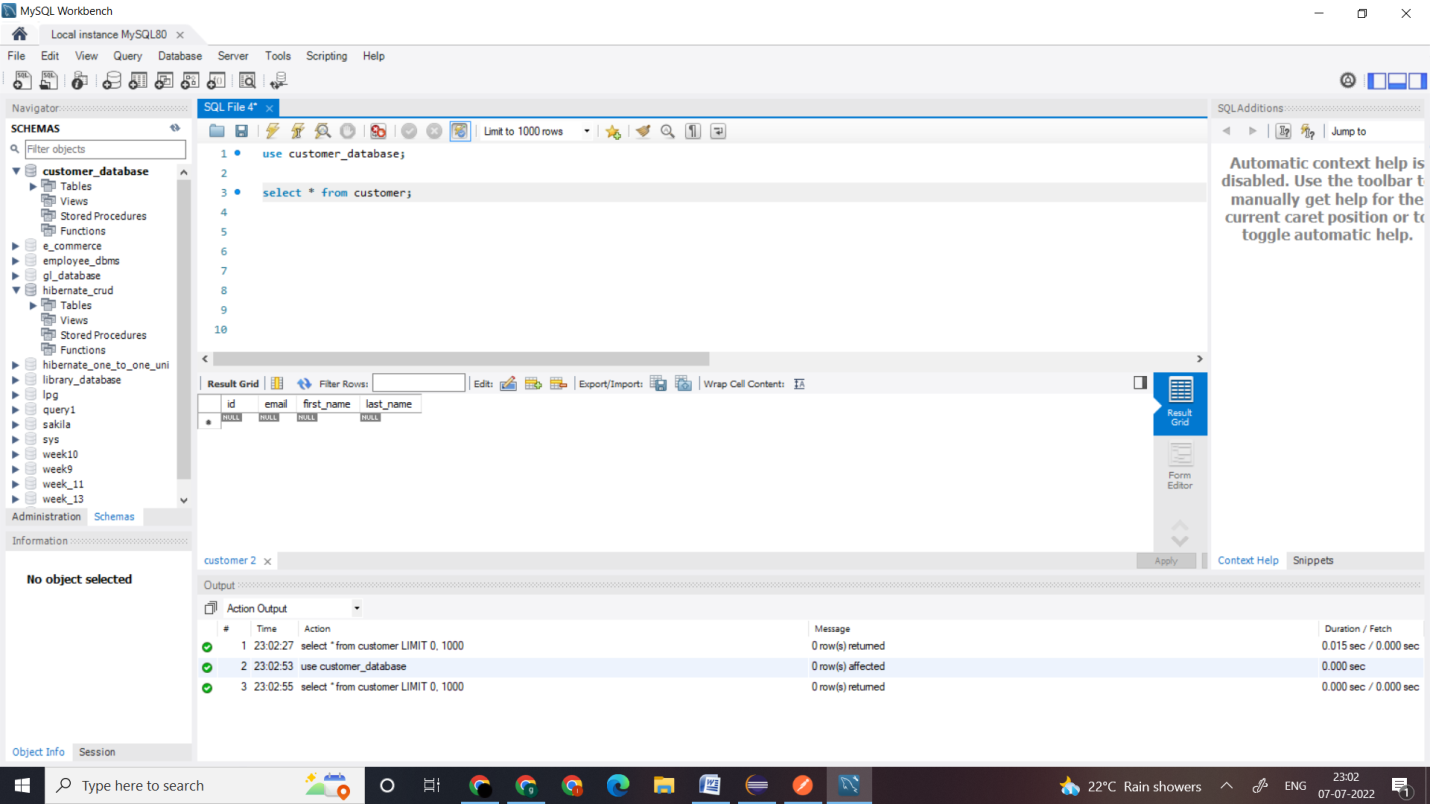 MySQL Workbench
Local instance MySQL80
File Edit View Query Database Server Tools Scripting Help
Navigator
SCHEMAS
Filter objects
customer_database
Tables
Views
Stored Procedures
Functions
e_commerce
employee_dbms
gl_database
hibernate_crud
Tables
Views
Stored Procedures
Functions
hibernate_one_to_one_uni
library_database
lpg
query1
sakila
sys
week10
week9
week_11
week_13
Administration Schemas
Information
No object selected
Object Info Session
SQL File 4*
Limit to 1000 rows
1 use customer_database;
2
3 select * from customer;
4
5
6
7
8
9
10
Result Grid Filter Rows: Edit: Export/Import: Wrap Cell Content:
id email first_name last_name
NULL NULL NULL NULL
Result
Grid
Form
Editor
customer 2
Apply
SQLAdditions
Jump to
Automatic context help is
disabled. Use the toolbar t
manually get help for the
current caret position or to
toggle automatic help.
Context Help Snippets
Output
Action Output
# Time Action Message Duration / Fetch
1 23:02:27 select * from customer LIMIT 0, 1000 0 row(s) returned 0.015 sec / 0.000 sec
2 23:02:53 use customer_database 0 row(s) affected 0.000 sec
3 23:02:55 select * from customer LIMIT 0, 1000 0 row(s) returned 0.000 sec / 0.000 sec
Type here to search
22°C Rain showers
ENG
23:02
07-07-2022
1